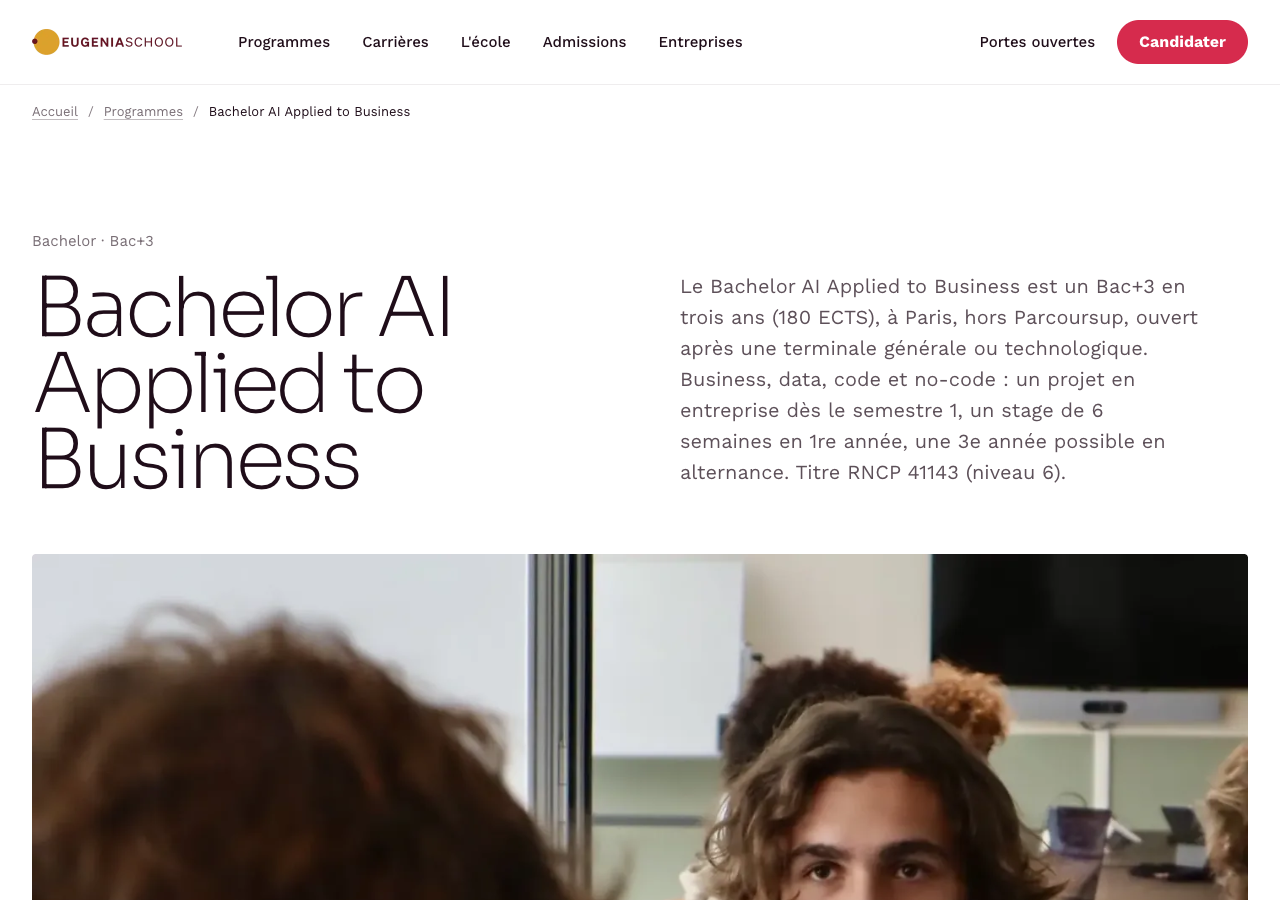 EUGENIASCHOOL
Programmes
Carrières
L'école
Admissions
Entreprises
Portes ouvertes
Candidater
Accueil / Programmes / Bachelor AI Applied to Business
Bachelor · Bac+3
Bachelor AI
Applied to
Business
Le Bachelor AI Applied to Business est un Bac+3 en
trois ans (180 ECTS), à Paris, hors Parcoursup, ouvert
après une terminale générale ou technologique.
Business, data, code et no-code : un projet en
entreprise dès le semestre 1, un stage de 6
semaines en 1re année, une 3e année possible en
alternance. Titre RNCP 41143 (niveau 6).